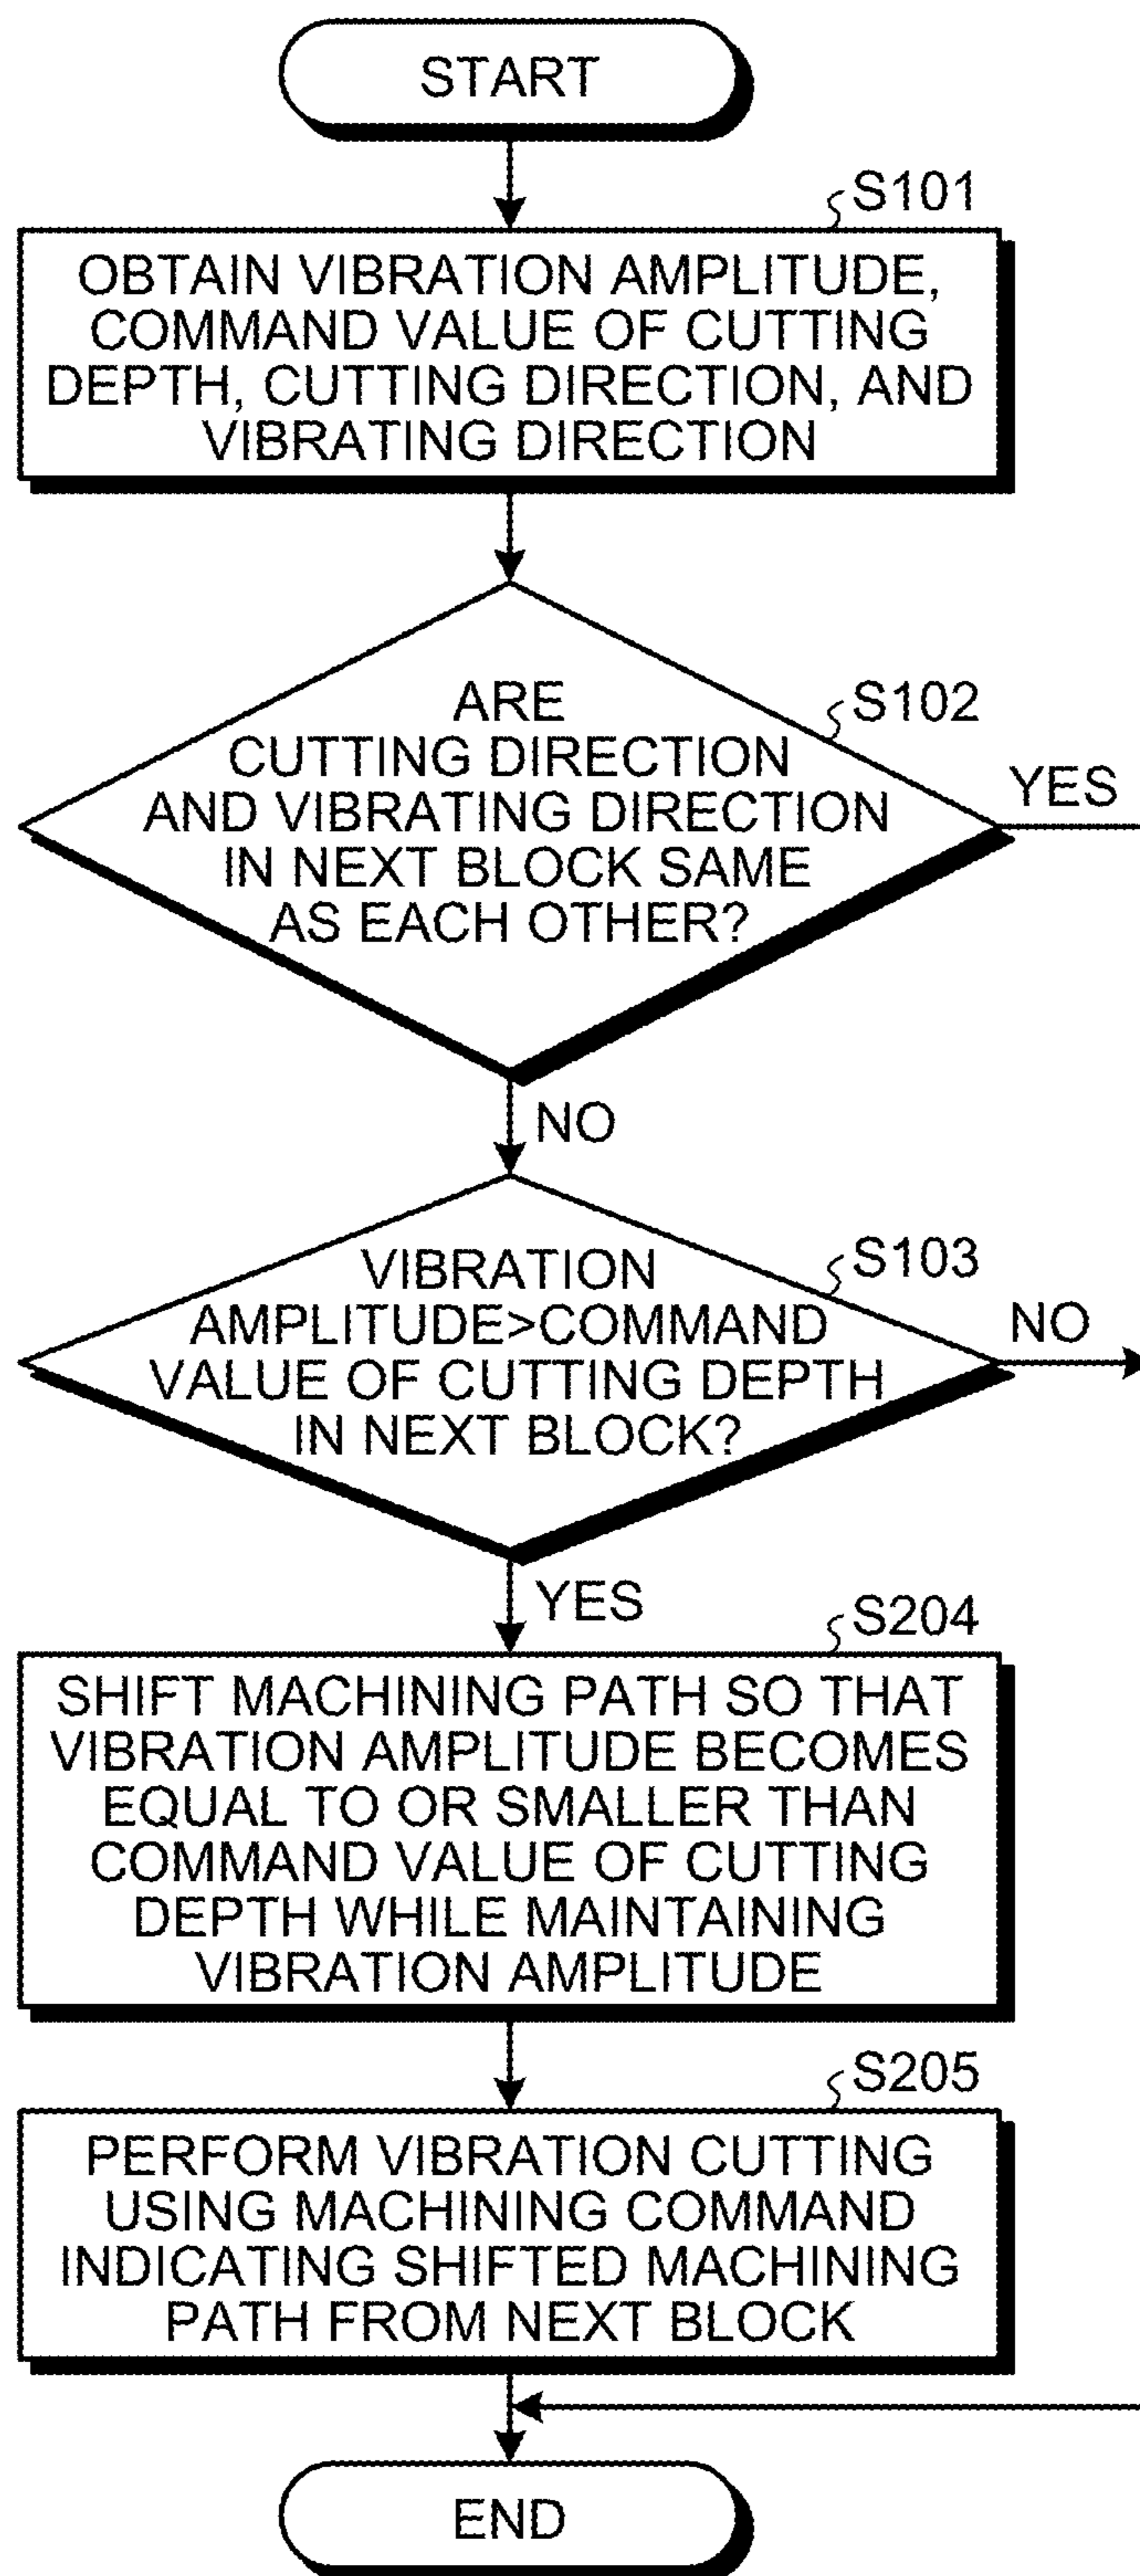 START
S101
OBTAIN VIBRATION AMPLITUDE,
COMMAND VALUE OF CUTTING
DEPTH, CUTTING DIRECTION, AND
VIBRATING DIRECTION
S102
ARE
CUTTING DIRECTION
AND VIBRATING DIRECTION
IN NEXT BLOCK SAME
AS EACH OTHER?
YES
NO
S103
VIBRATION
AMPLITUDE>COMMAND
VALUE OF CUTTING DEPTH
IN NEXT BLOCK?
NO
YES
S204
SHIFT MACHINING PATH SO THAT
VIBRATION AMPLITUDE BECOMES
EQUAL TO OR SMALLER THAN
COMMAND VALUE OF CUTTING
DEPTH WHILE MAINTAINING
VIBRATION AMPLITUDE
S205
PERFORM VIBRATION CUTTING
USING MACHINING COMMAND
INDICATING SHIFTED MACHINING
PATH FROM NEXT BLOCK
END